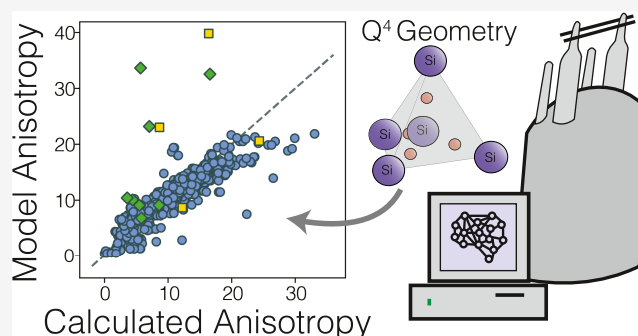 Model Anisotropy
40
30
20
10
0
0 10 20 30
Calculated Anisotropy
Q⁴ Geometry
Si
Si
Si
Si
Si